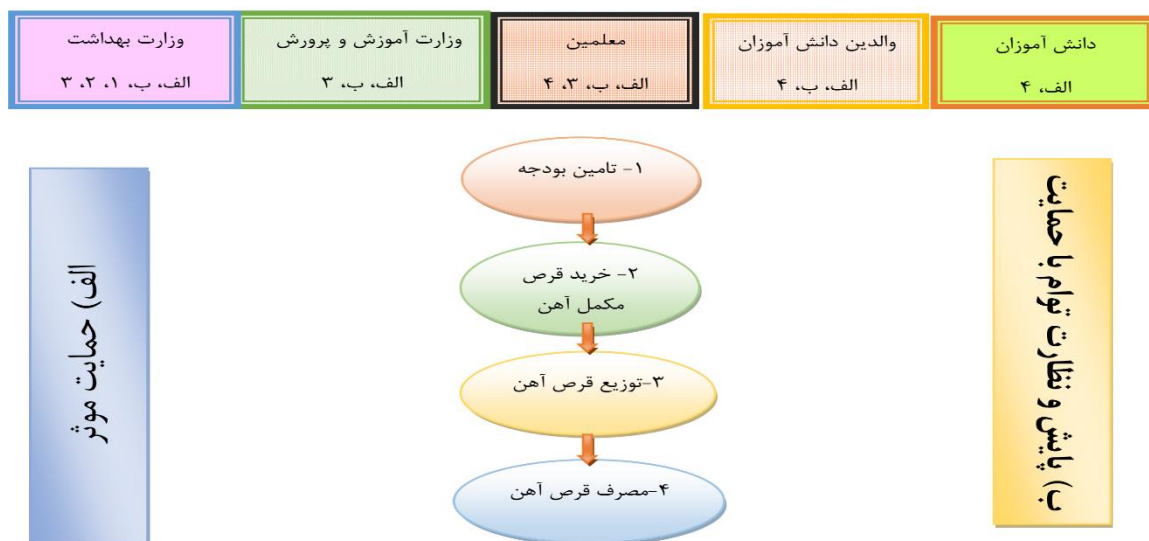 دانش آموزان
الف، ۴
والدین دانش آموزان
الف، ب، ۴
معلمین
الف، ب، ۳، ۴
وزارت آموزش و پرورش
الف، ب، ۳
وزارت بهداشت
الف، ب، ۱، ۲، ۳
ب) پایش و نظارت توام با حمایت
۱- تامین بودجه
۲- خرید قرص
مکمل آهن
۳-توزیع قرص آهن
۴-مصرف قرص آهن
الف) حمایت موثر